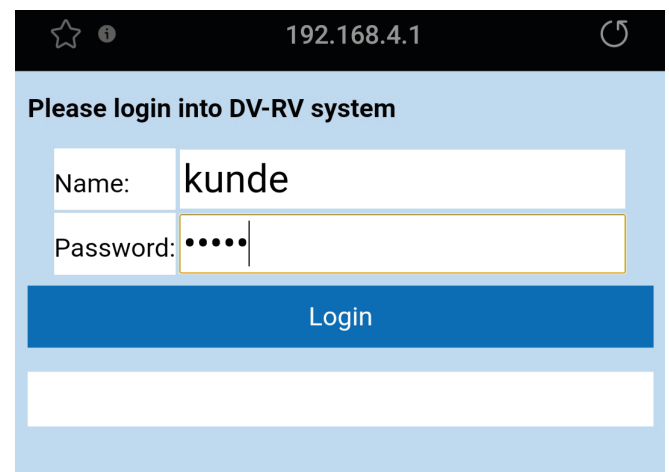 192.168.4.1
Please login into DV-RV system
Name: kunde
Password: •••••
Login